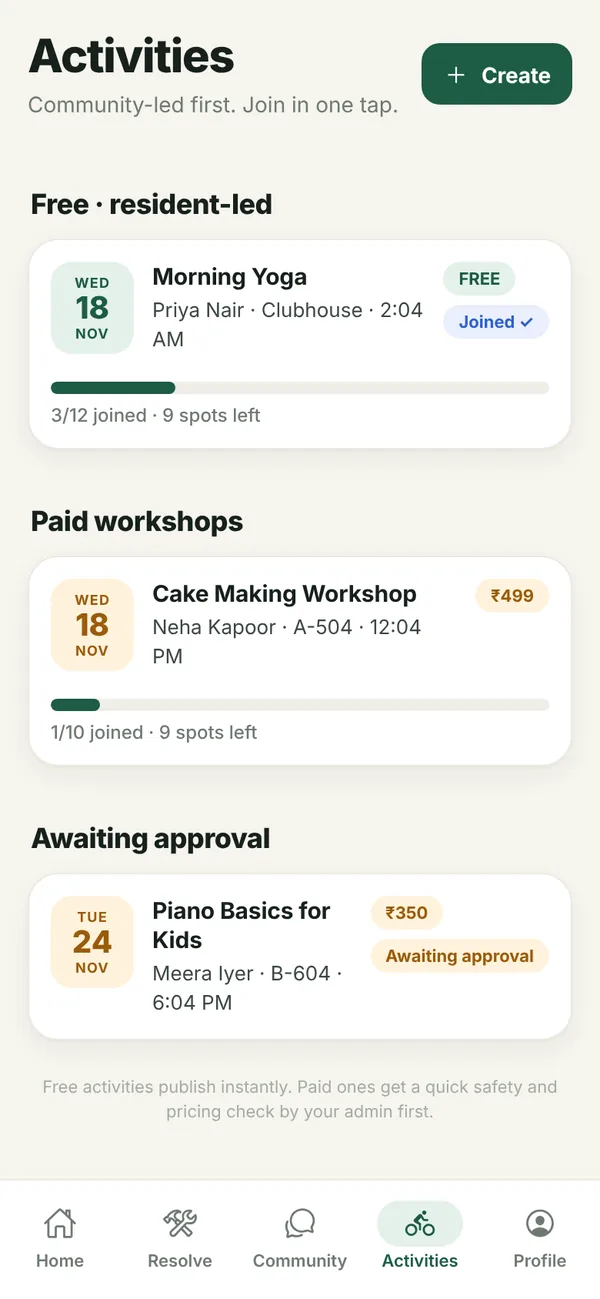 Activities
Community-led first. Join in one tap.
+ Create
Free · resident-led
WED
18
NOV
Morning Yoga
Priya Nair · Clubhouse · 2:04
AM
FREE
Joined ✓
3/12 joined · 9 spots left
Paid workshops
WED
18
NOV
Cake Making Workshop
Neha Kapoor · A-504 · 12:04
PM
₹499
1/10 joined · 9 spots left
Awaiting approval
TUE
24
NOV
Piano Basics for
Kids
Meera Iyer · B-604 ·
6:04 PM
₹350
Awaiting approval
Free activities publish instantly. Paid ones get a quick safety and
pricing check by your admin first.
Home
Resolve
Community
Activities
Profile